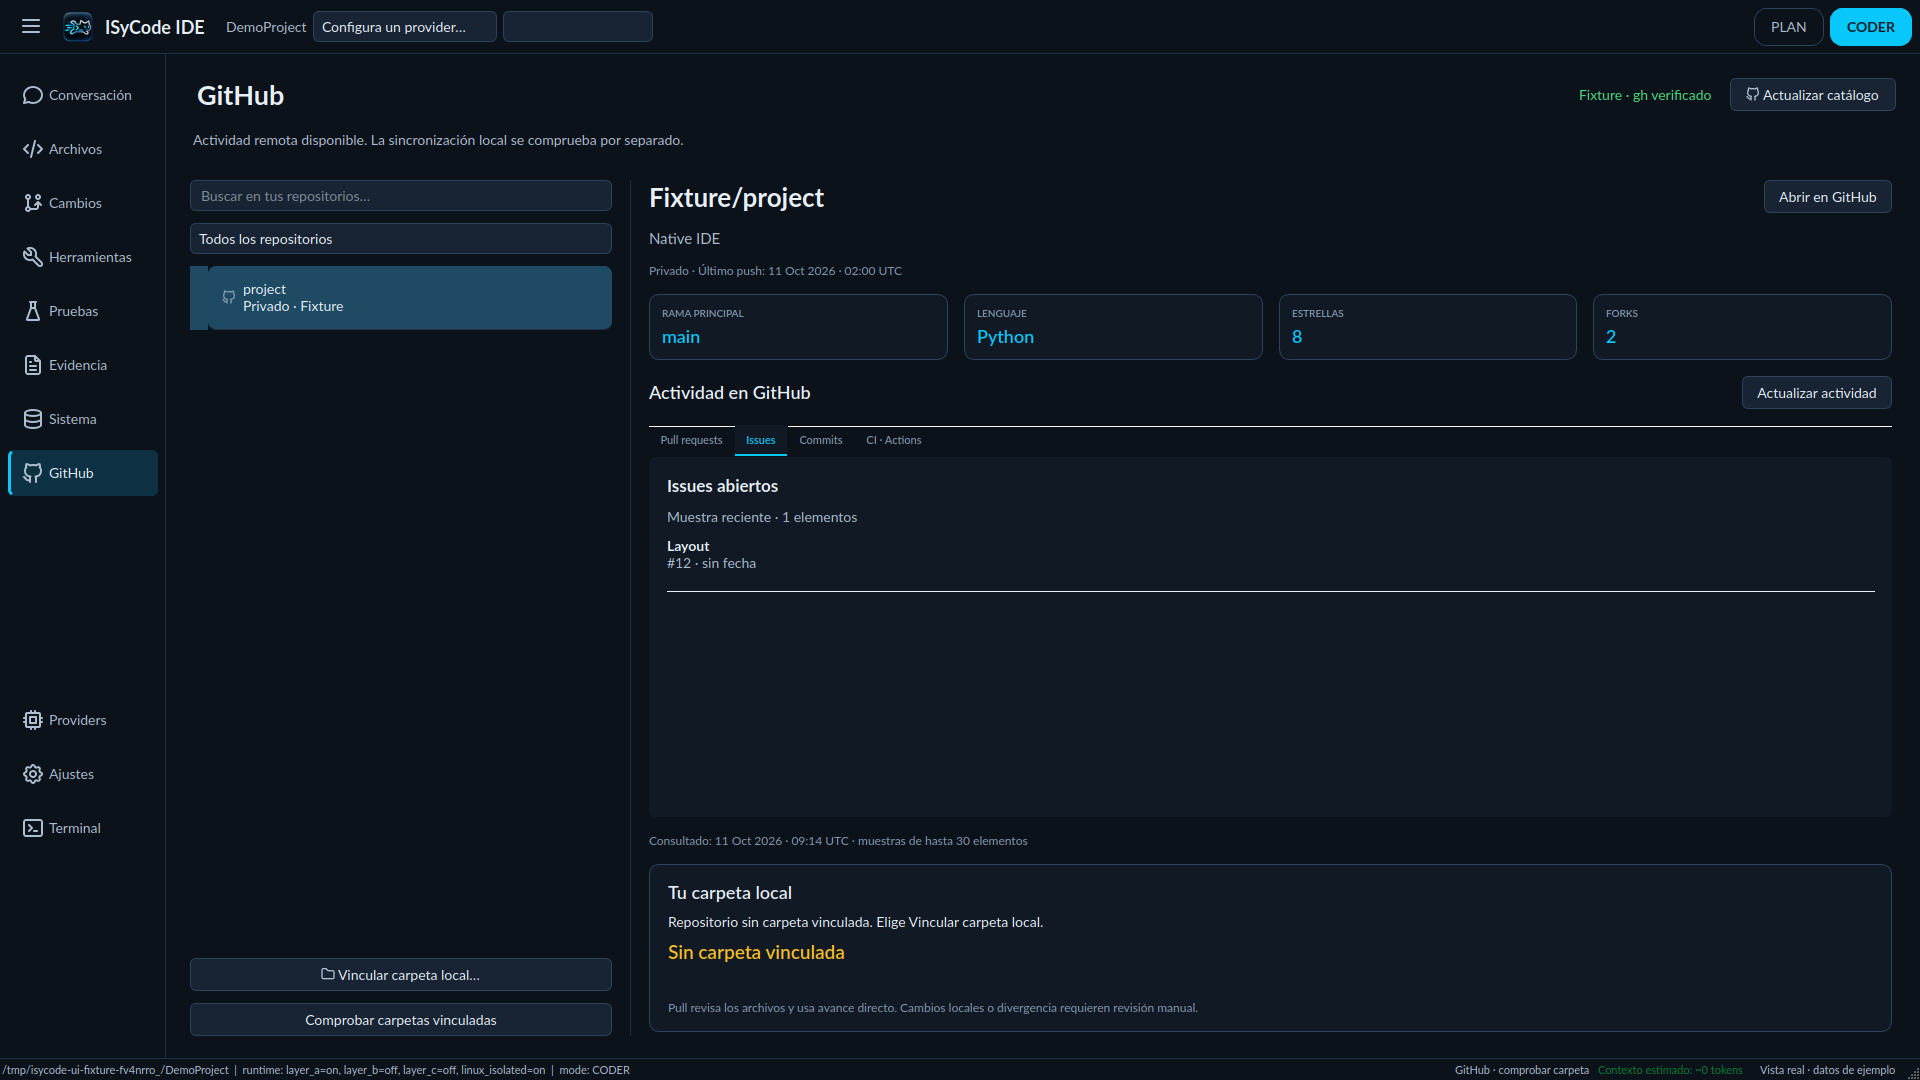 ISyCode IDE
DemoProject
Configura un provider...
PLAN
CODER
Conversación
Archivos
Cambios
Herramientas
Pruebas
Evidencia
Sistema
GitHub
Providers
Ajustes
Terminal
GitHub
Fixture · gh verificado
Actualizar catálogo
Actividad remota disponible. La sincronización local se comprueba por separado.
Buscar en tus repositorios...
Todos los repositorios
project
Privado · Fixture
Vincular carpeta local...
Comprobar carpetas vinculadas
Fixture/project
Abrir en GitHub
Native IDE
Privado · Último push: 11 Oct 2026 · 02:00 UTC
RAMA PRINCIPAL
main
LENGUAJE
Python
ESTRELLAS
8
FORKS
2
Actividad en GitHub
Actualizar actividad
Pull requests
Issues
Commits
CI · Actions
Issues abiertos
Muestra reciente · 1 elementos
Layout
#12 · sin fecha
Consultado: 11 Oct 2026 · 09:14 UTC · muestras de hasta 30 elementos
Tu carpeta local
Repositorio sin carpeta vinculada. Elige Vincular carpeta local.
Sin carpeta vinculada
Pull revisa los archivos y usa avance directo. Cambios locales o divergencia requieren revisión manual.
/tmp/isycode-ui-fixture-fv4nrro_/DemoProject | runtime: layer_a=on, layer_b=off, layer_c=off, linux_isolated=on | mode: CODER
GitHub · comprobar carpeta
Contexto estimado: ~0 tokens
Vista real · datos de ejemplo